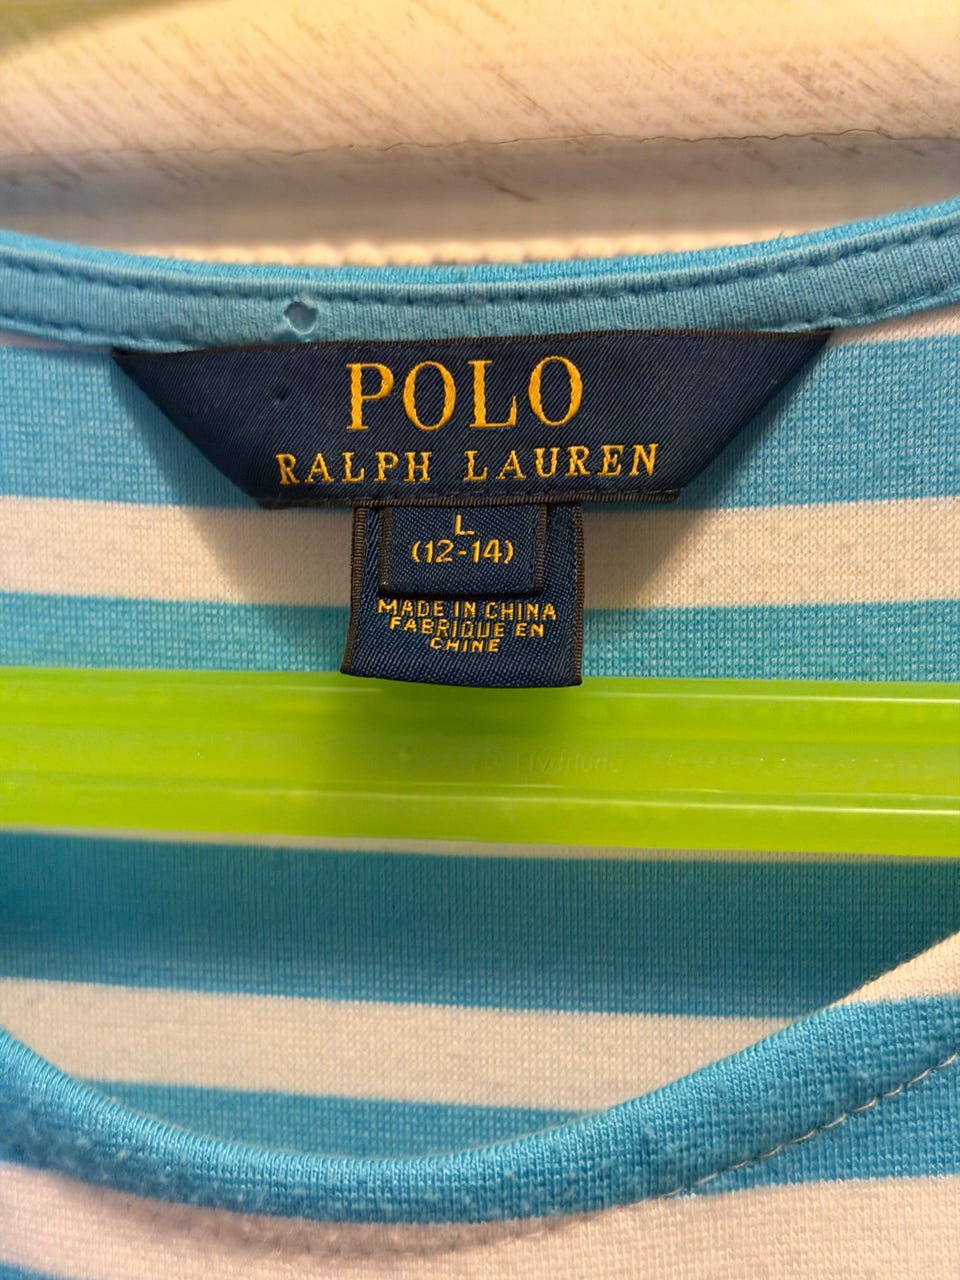 POLO
RALPH LAUREN
L
(12-14)
MADE IN CHINA
FABRIQUE EN
CHINE